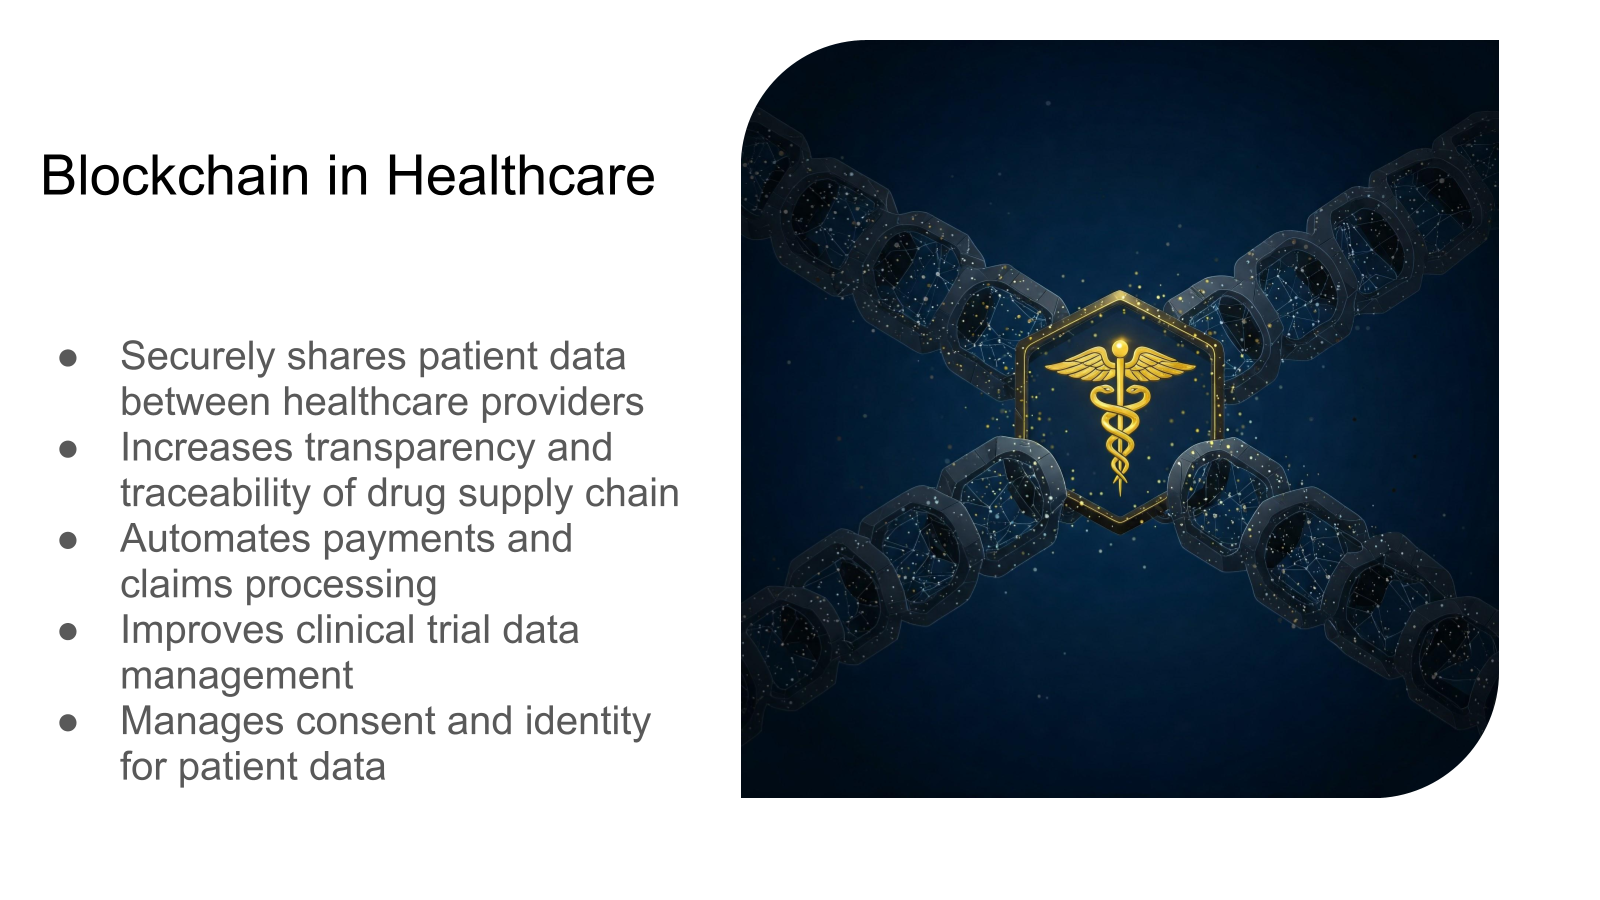 Blockchain in Healthcare
● Securely shares patient data
between healthcare providers
● Increases transparency and
traceability of drug supply chain
● Automates payments and
claims processing
● Improves clinical trial data
management
● Manages consent and identity
for patient data